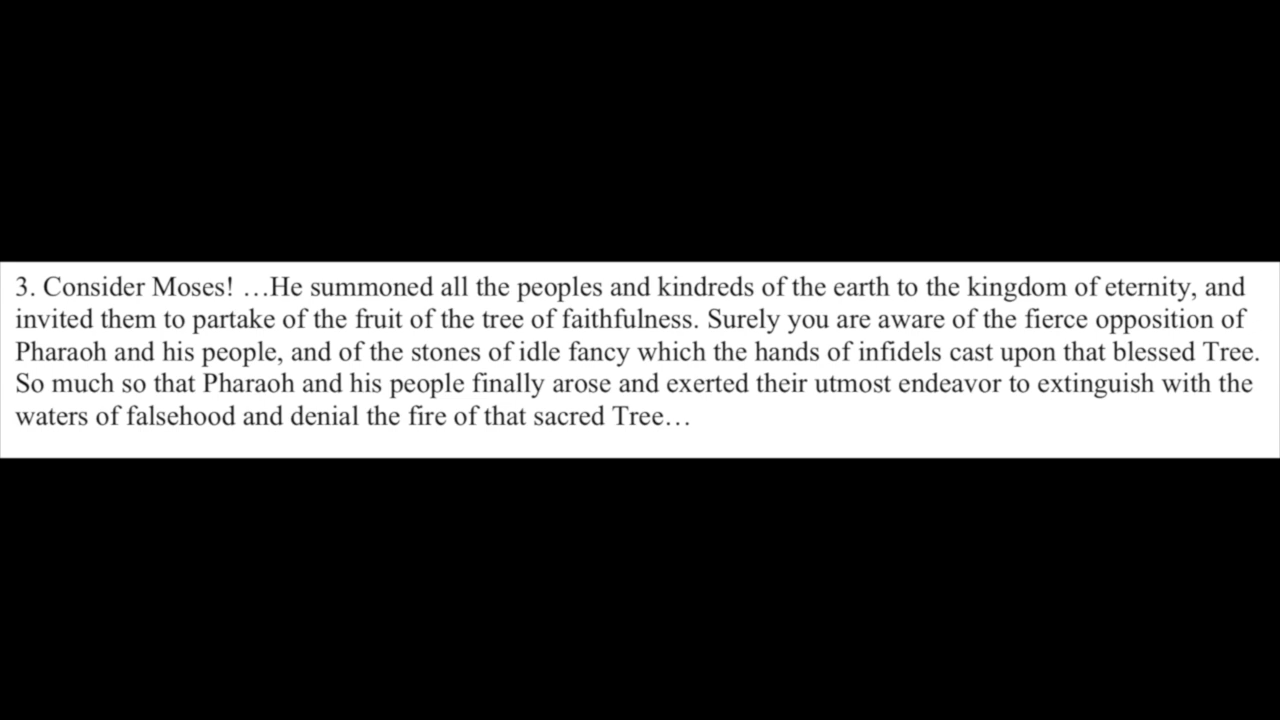 3. Consider Moses! …He summoned all the peoples and kindreds of the earth to the kingdom of eternity, and
invited them to partake of the fruit of the tree of faithfulness. Surely you are aware of the fierce opposition of
Pharaoh and his people, and of the stones of idle fancy which the hands of infidels cast upon that blessed Tree.
So much so that Pharaoh and his people finally arose and exerted their utmost endeavor to extinguish with the
waters of falsehood and denial the fire of that sacred Tree…